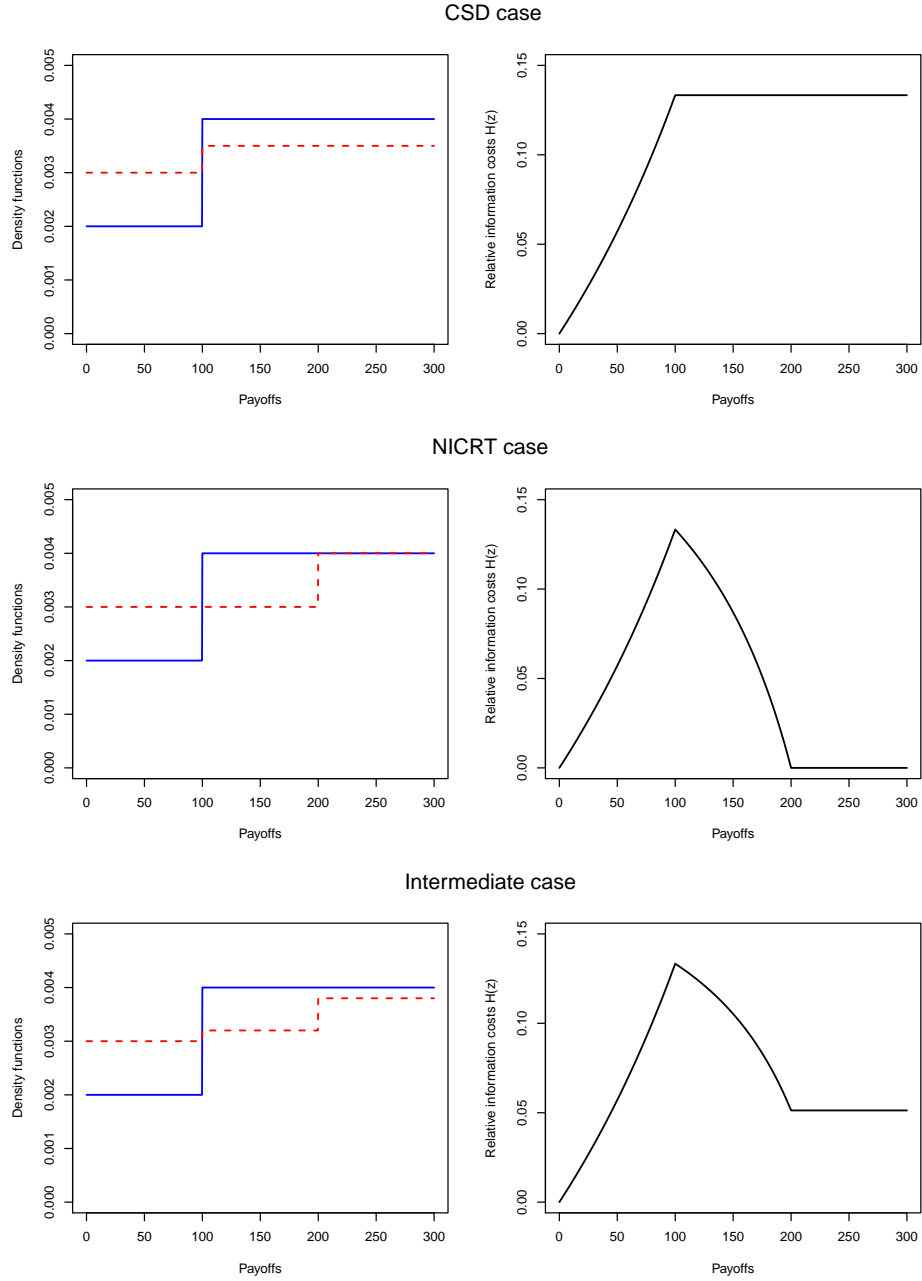 CSD case
Density functions
0.000 0.001 0.002 0.003 0.004 0.005
0 50 100 150 200 250 300
Payoffs
Relative information costs H(z)
0.00 0.05 0.10 0.15
0 50 100 150 200 250 300
Payoffs
NICRT case
Density functions
0.000 0.001 0.002 0.003 0.004 0.005
0 50 100 150 200 250 300
Payoffs
Relative information costs H(z)
0.00 0.05 0.10 0.15
0 50 100 150 200 250 300
Payoffs
Intermediate case
Density functions
0.000 0.001 0.002 0.003 0.004 0.005
0 50 100 150 200 250 300
Payoffs
Relative information costs H(z)
0.00 0.05 0.10 0.15
0 50 100 150 200 250 300
Payoffs